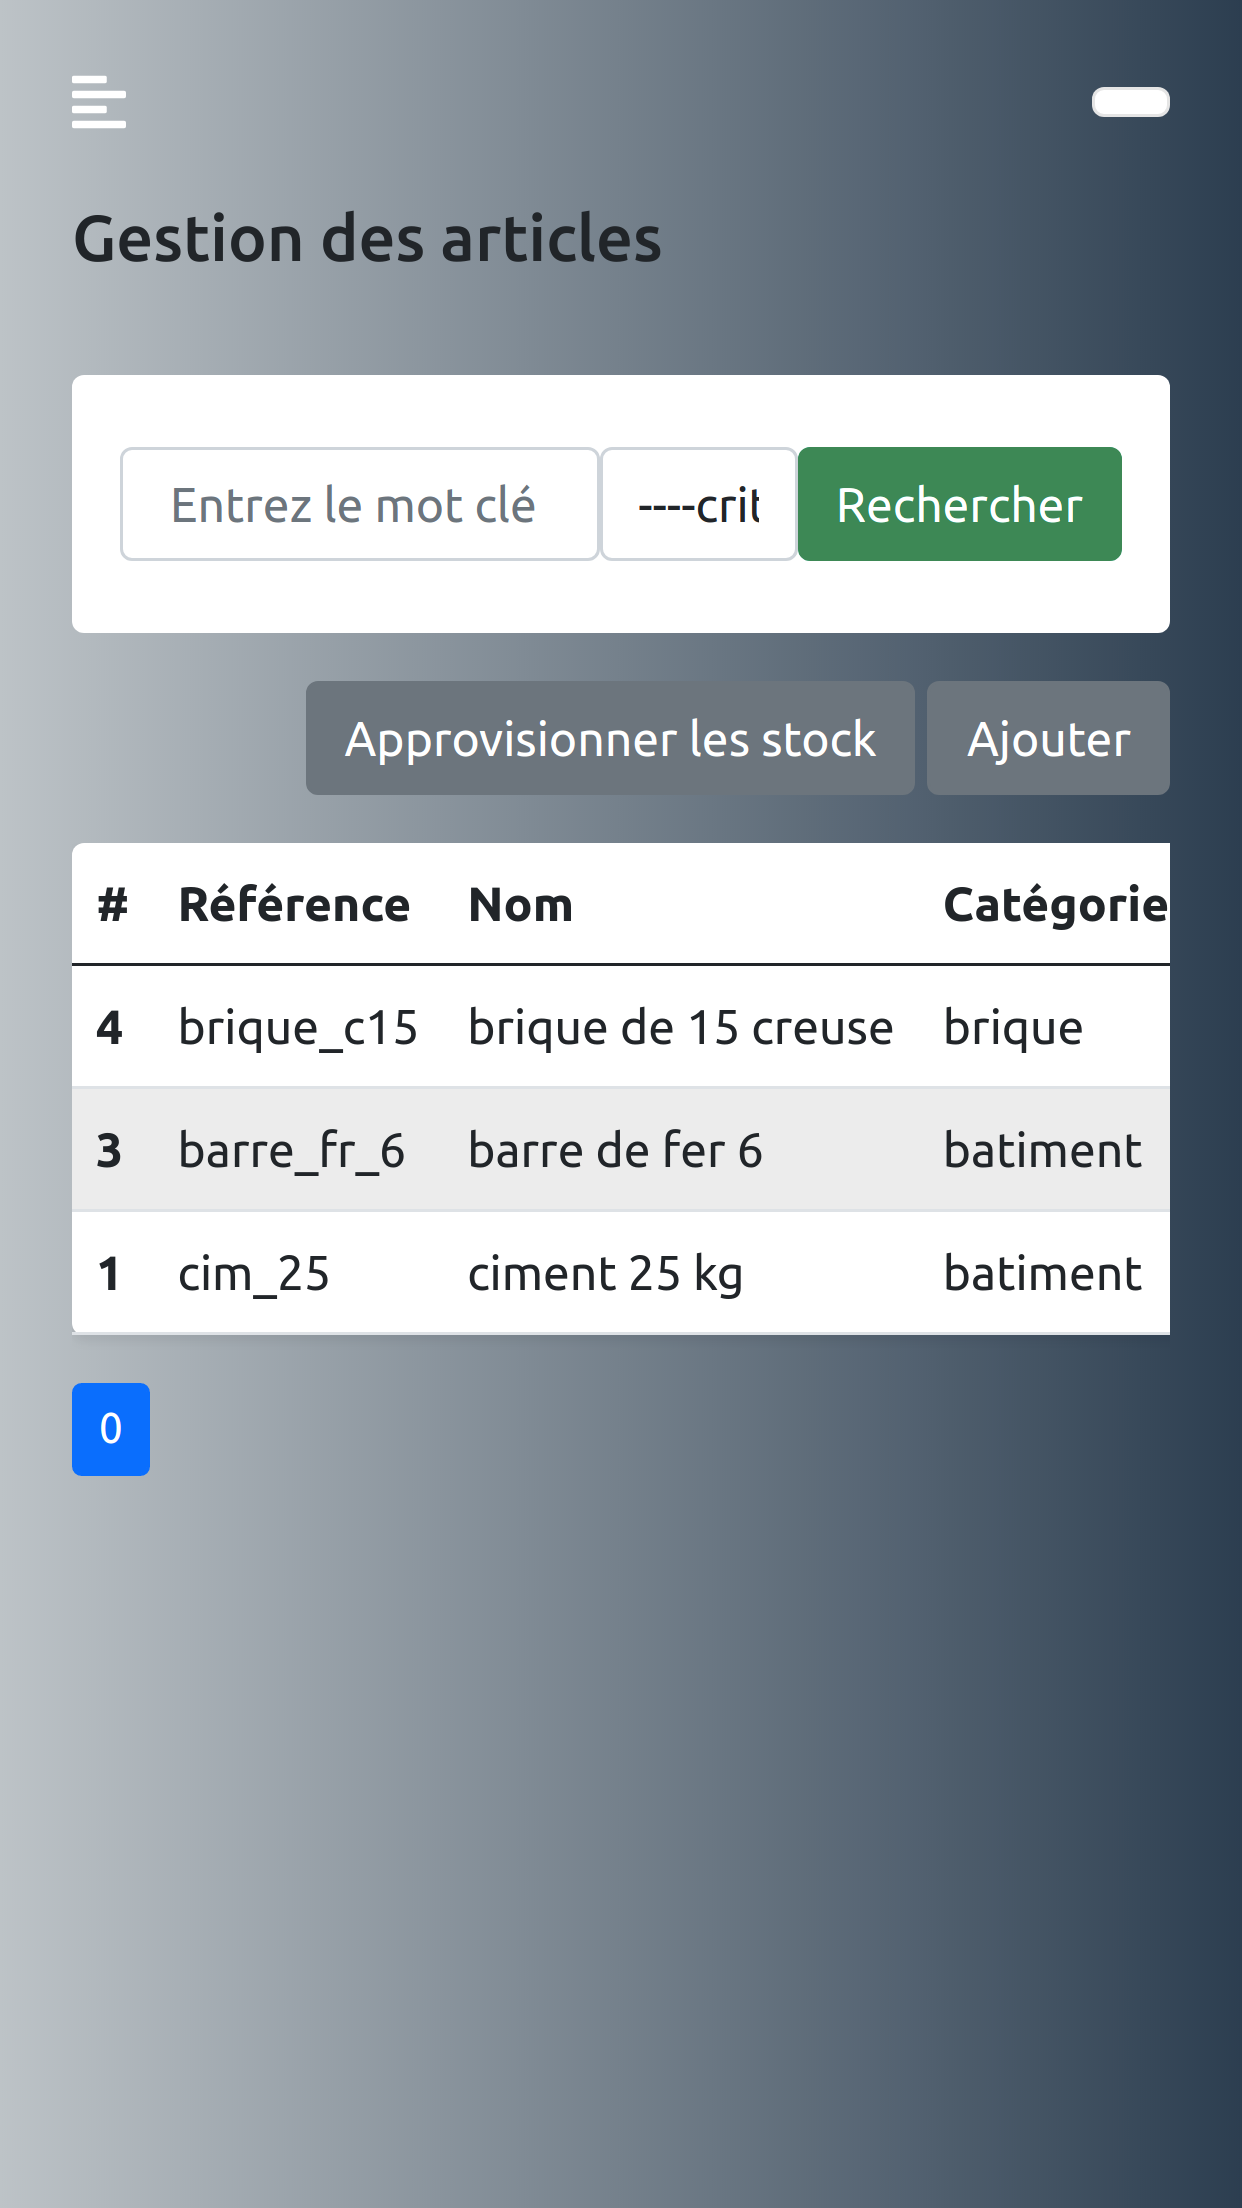 Gestion des articles
Entrez le mot clé ----crit Rechercher
Approvisionner les stock Ajouter
# Référence Nom Catégorie
4 brique_c15 brique de 15 creuse brique
3 barre_fr_6 barre de fer 6 batiment
1 cim_25 ciment 25 kg batiment
0